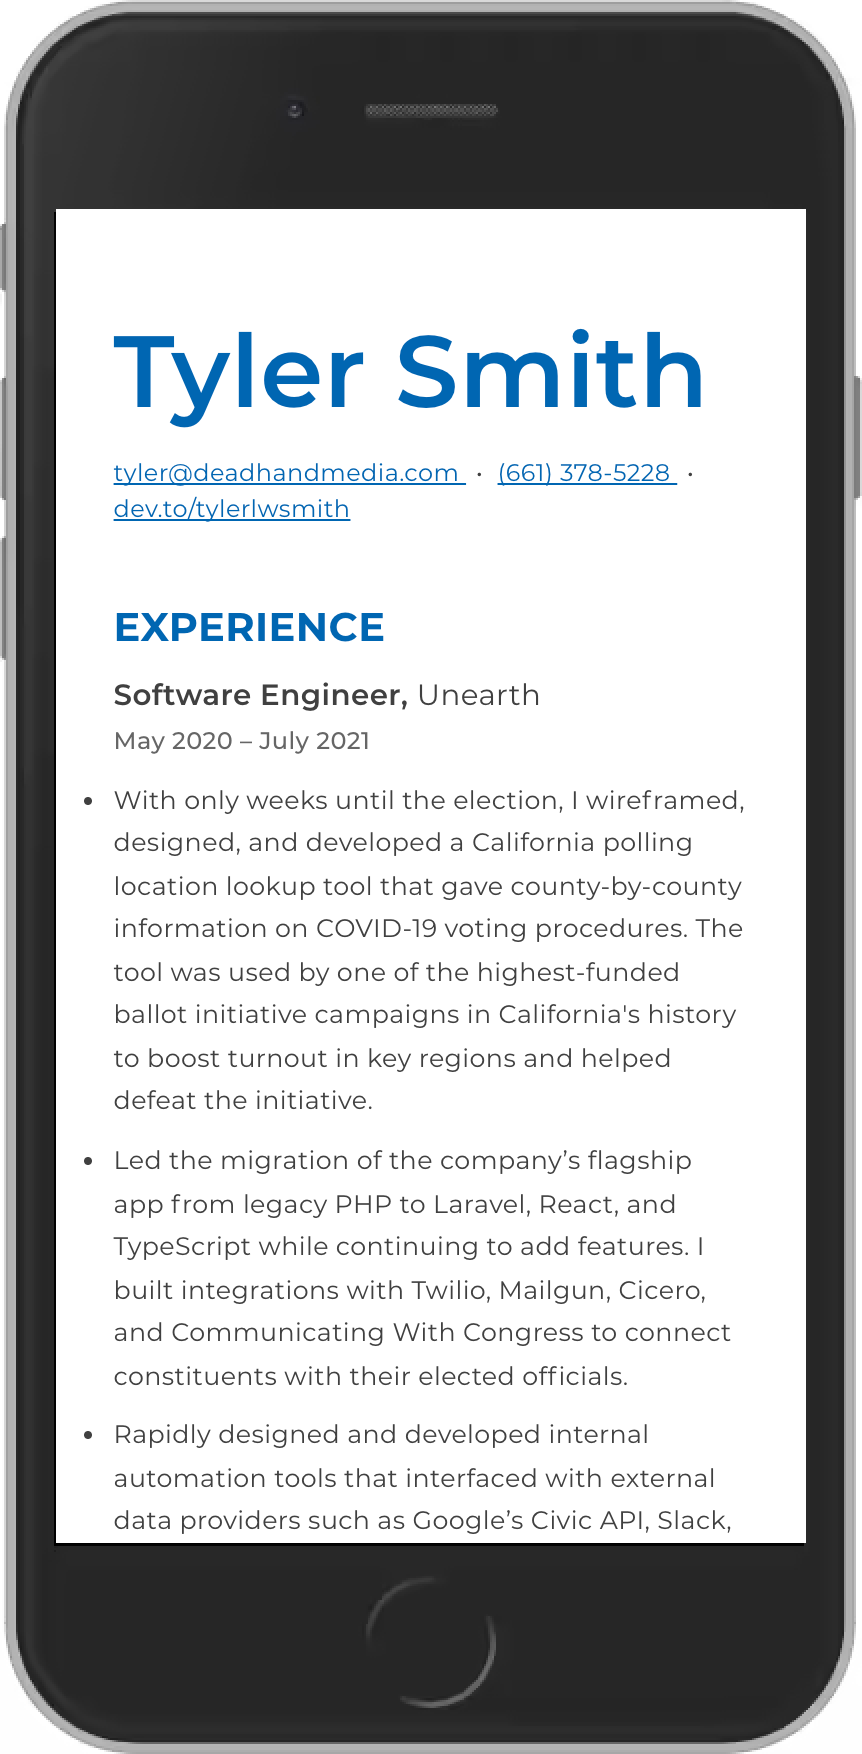 Tyler Smith
tyler@deadhandmedia.com · (661) 378-5228 ·
dev.to/tylerlwsmith
EXPERIENCE
Software Engineer, Unearth
May 2020 – July 2021
• With only weeks until the election, I wireframed,
designed, and developed a California polling
location lookup tool that gave county-by-county
information on COVID-19 voting procedures. The
tool was used by one of the highest-funded
ballot initiative campaigns in California's history
to boost turnout in key regions and helped
defeat the initiative.
• Led the migration of the company’s flagship
app from legacy PHP to Laravel, React, and
TypeScript while continuing to add features. I
built integrations with Twilio, Mailgun, Cicero,
and Communicating With Congress to connect
constituents with their elected officials.
• Rapidly designed and developed internal
automation tools that interfaced with external
data providers such as Google’s Civic API, Slack,